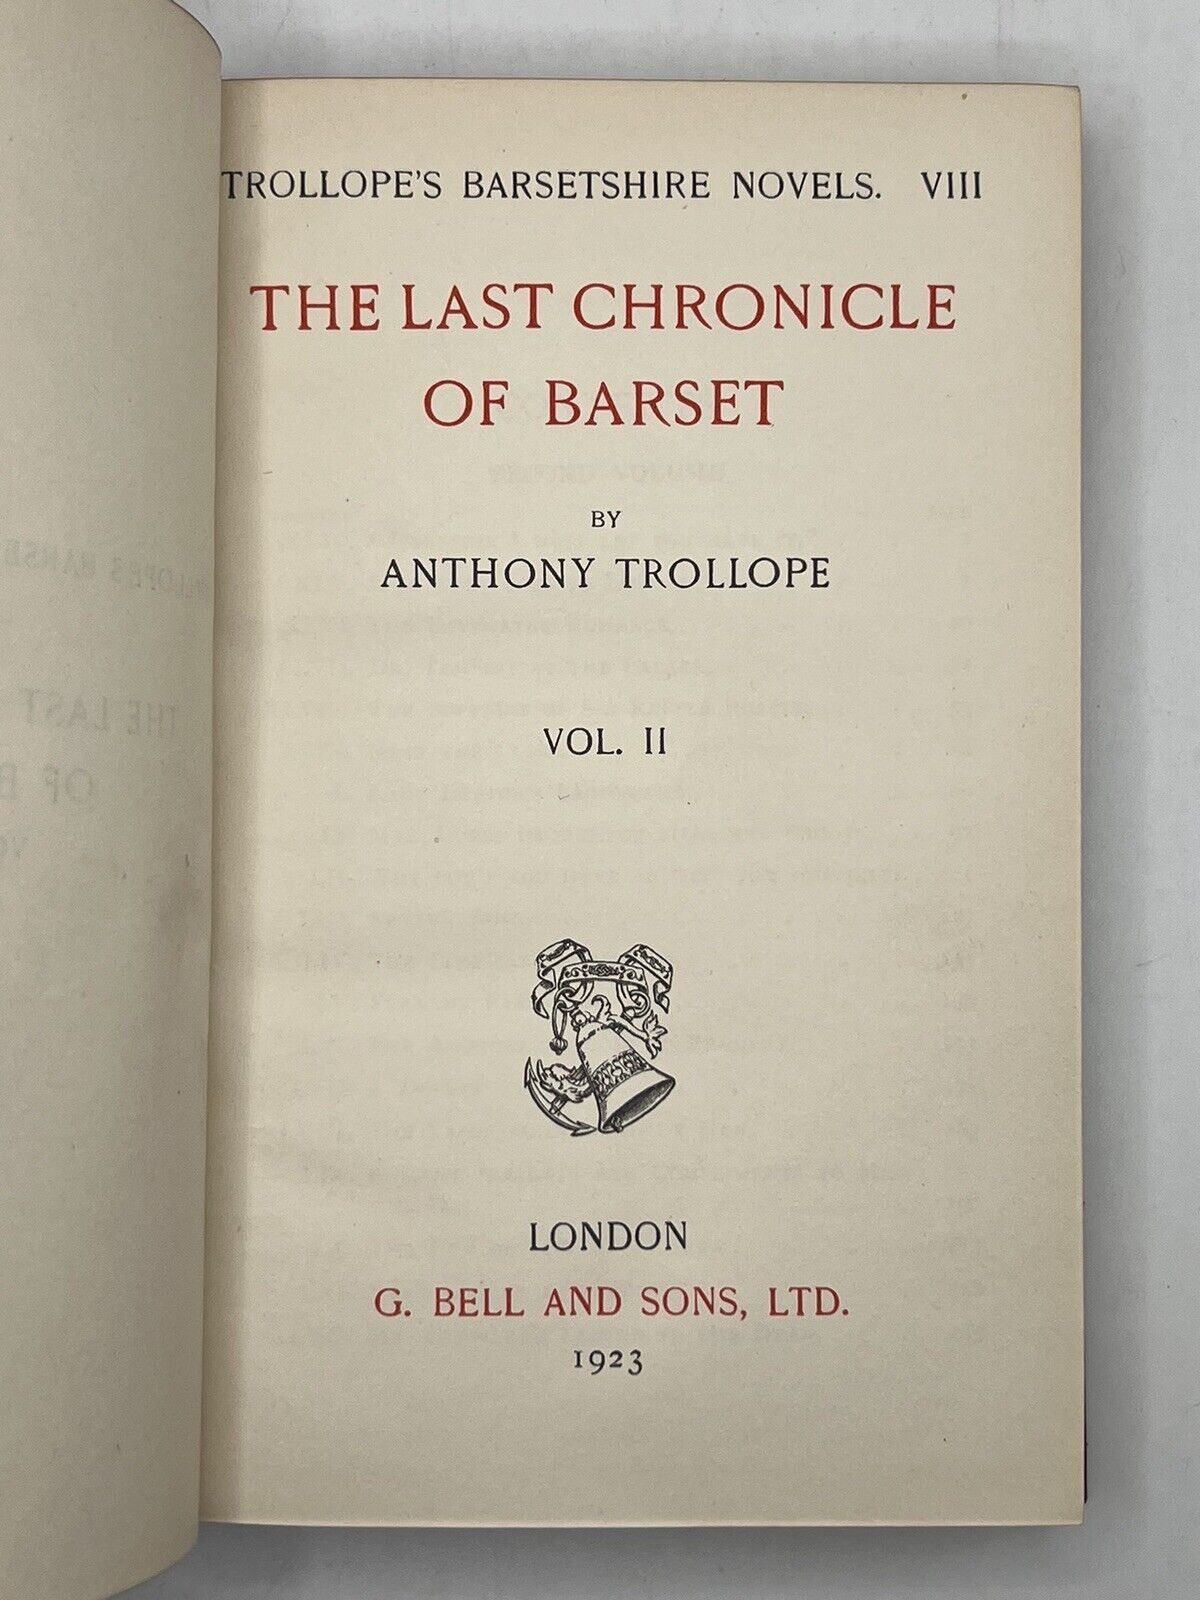 TROLLOPE'S BARSETSHIRE NOVELS. VIII
THE LAST CHRONICLE
OF BARSET
BY
ANTHONY TROLLOPE
VOL. II
LONDON
G. BELL AND SONS, LTD.
1923